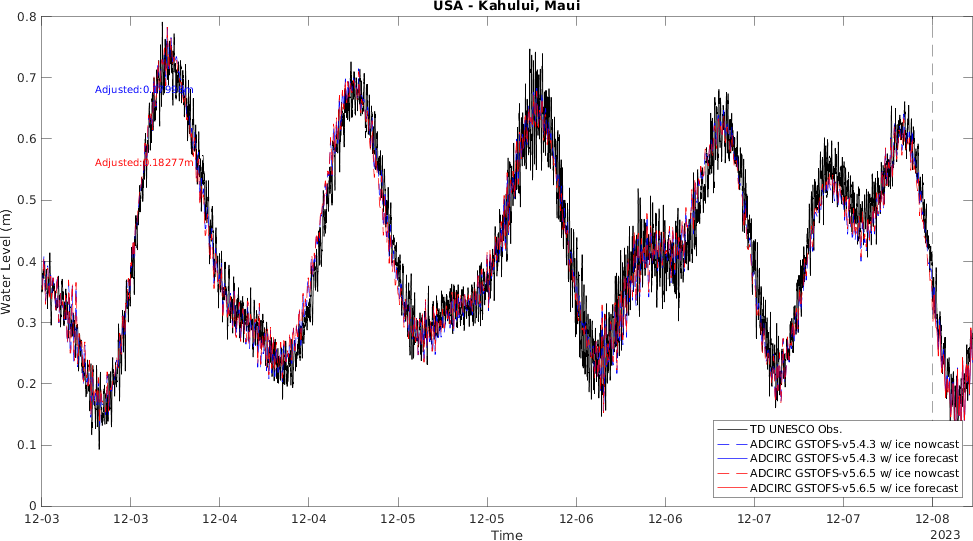 USA - Kahului, Maui
0.8
0.7
0.6
0.5
0.4
0.3
0.2
0.1
0
Water Level (m)
Adjusted:
Adjusted:0.18277m
TD UNESCO Obs.
ADCIRC GSTOFS-v5.4.3 w/ ice nowcast
ADCIRC GSTOFS-v5.4.3 w/ ice forecast
ADCIRC GSTOFS-v5.6.5 w/ ice nowcast
ADCIRC GSTOFS-v5.6.5 w/ ice forecast
12-03 12-03 12-04 12-04 12-05 12-05 12-06 12-06 12-07 12-07 12-08
2023
Time